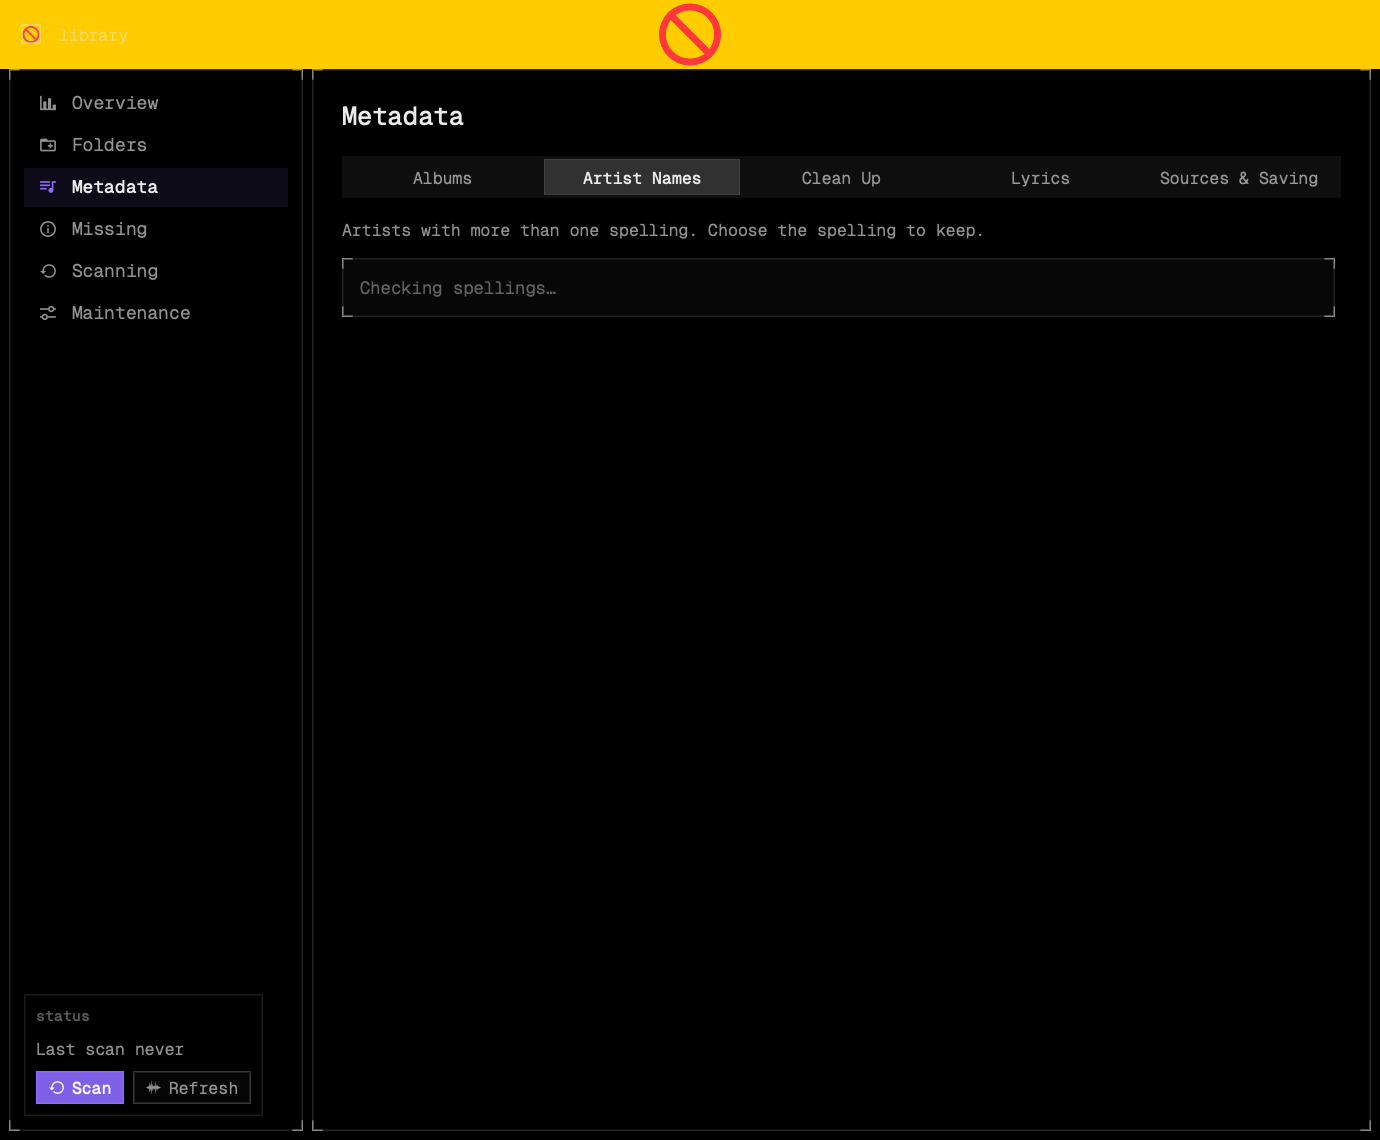 library
Overview
Folders
Metadata
Missing
Scanning
Maintenance
status
Last scan never
Scan
Refresh
Metadata
Albums
Artist Names
Clean Up
Lyrics
Sources & Saving
Artists with more than one spelling. Choose the spelling to keep.
Checking spellings…